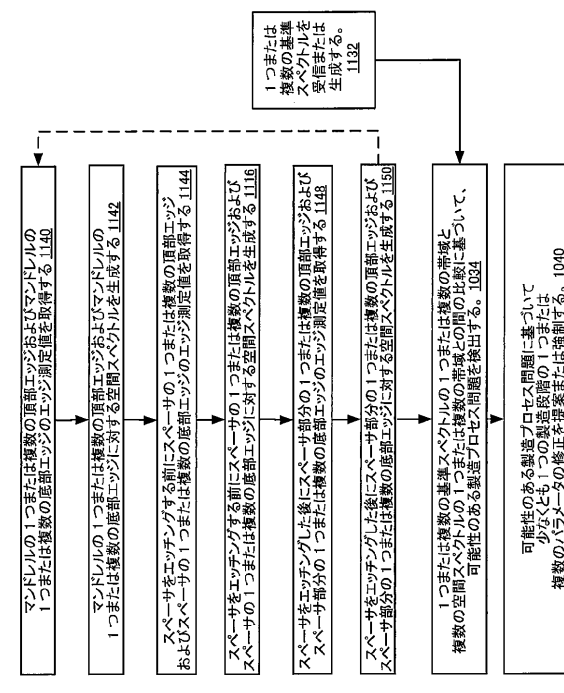 マンドレルの1つまたは複数の頂部エッジおよびマンドレルの
1つまたは複数の底部エッジのエッジ測定値を取得する 1140
マンドレルの1つまたは複数の頂部エッジおよびマンドレルの
1つまたは複数の底部エッジに対する空間スペクトルを生成する 1142
スペーサをエッチングする前にスペーサの1つまたは複数の頂部エッジ
およびスペーサの1つまたは複数の底部エッジのエッジ測定値を取得する 1144
スペーサをエッチングする前にスペーサの1つまたは複数の頂部エッジおよび
スペーサの1つまたは複数の底部エッジに対する空間スペクトルを生成する 1116
スペーサをエッチングした後にスペーサ部分の1つまたは複数の頂部エッジおよび
スペーサ部分の1つまたは複数の底部エッジのエッジ測定値を取得する 1148
スペーサをエッチングした後にスペーサ部分の1つまたは複数の頂部エッジおよび
スペーサ部分の1つまたは複数の底部エッジに対する空間スペクトルを生成する 1150
1つまたは
複数の基準
スペクトルを
受信または
生成する。
1132
1つまたは複数の基準スペクトルの1つまたは複数の帯域と
複数の空間スペクトルの1つまたは複数の帯域との間の比較に基づいて、
可能性のある製造プロセス問題を検出する。1034
可能性のある製造プロセス問題に基づいて
少なくとも1つの製造段階の1つまたは
複数のパラメータの修正を提案または強制する。1040